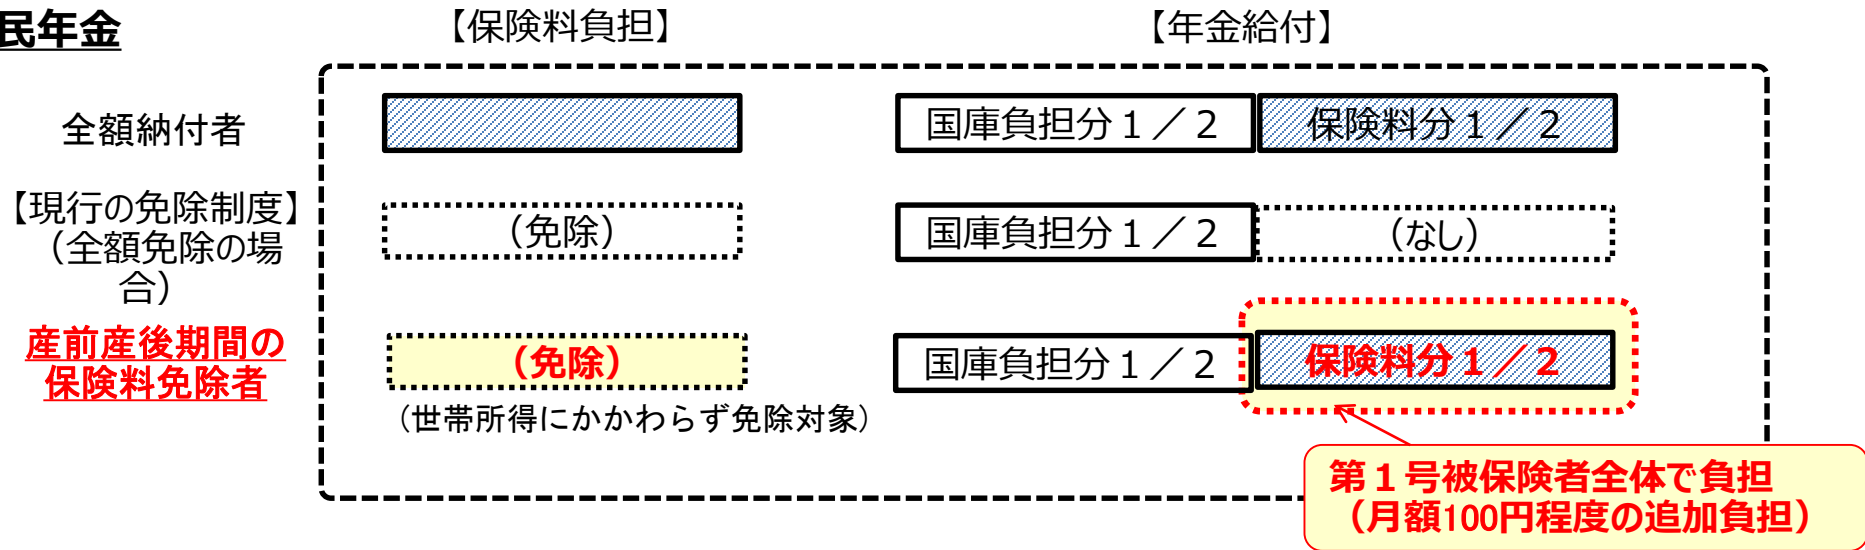 民年金
【保険料負担】
【年金給付】
全額納付者
国庫負担分１／２
保険料分１／２
【現行の免除制度】
（全額免除の場
合）
（免除）
国庫負担分１／２
（なし）
産前産後期間の
保険料免除者
（免除）
国庫負担分１／２
保険料分１／２
（世帯所得にかかわらず免除対象）
第１号被保険者全体で負担
（月額100円程度の追加負担）